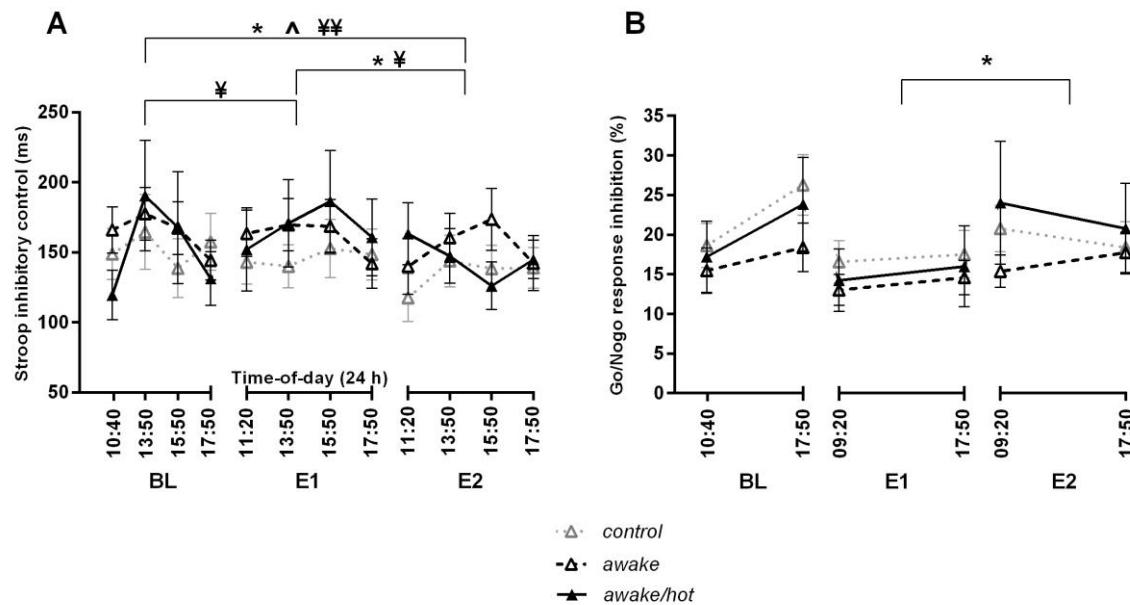 A
* ^ ¥¥
* ¥
¥
Stroop inhibitory control (ms)
250
200
150
100
50
Time-of-day (24 h)
10:40
13:50
15:50
17:50
11:20
13:50
15:50
17:50
11:20
13:50
15:50
17:50
BL
E1
E2
B
*
Go/Nogo response inhibition (%)
35
30
25
20
15
10
5
0
10:40
17:50
09:20
17:50
09:20
17:50
BL
E1
E2
control
awake
awake/hot